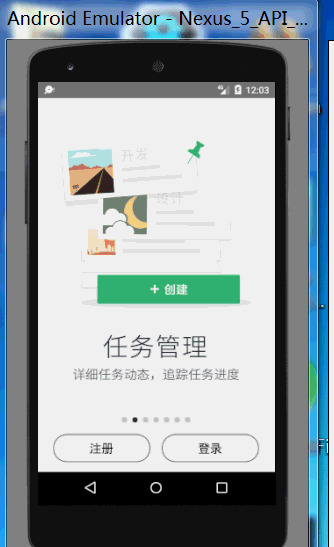 Android Emulator - Nexus_5_API_...
12:03
开发
设计
+ 创建
任务管理
详细任务动态，追踪任务进度
注册
登录